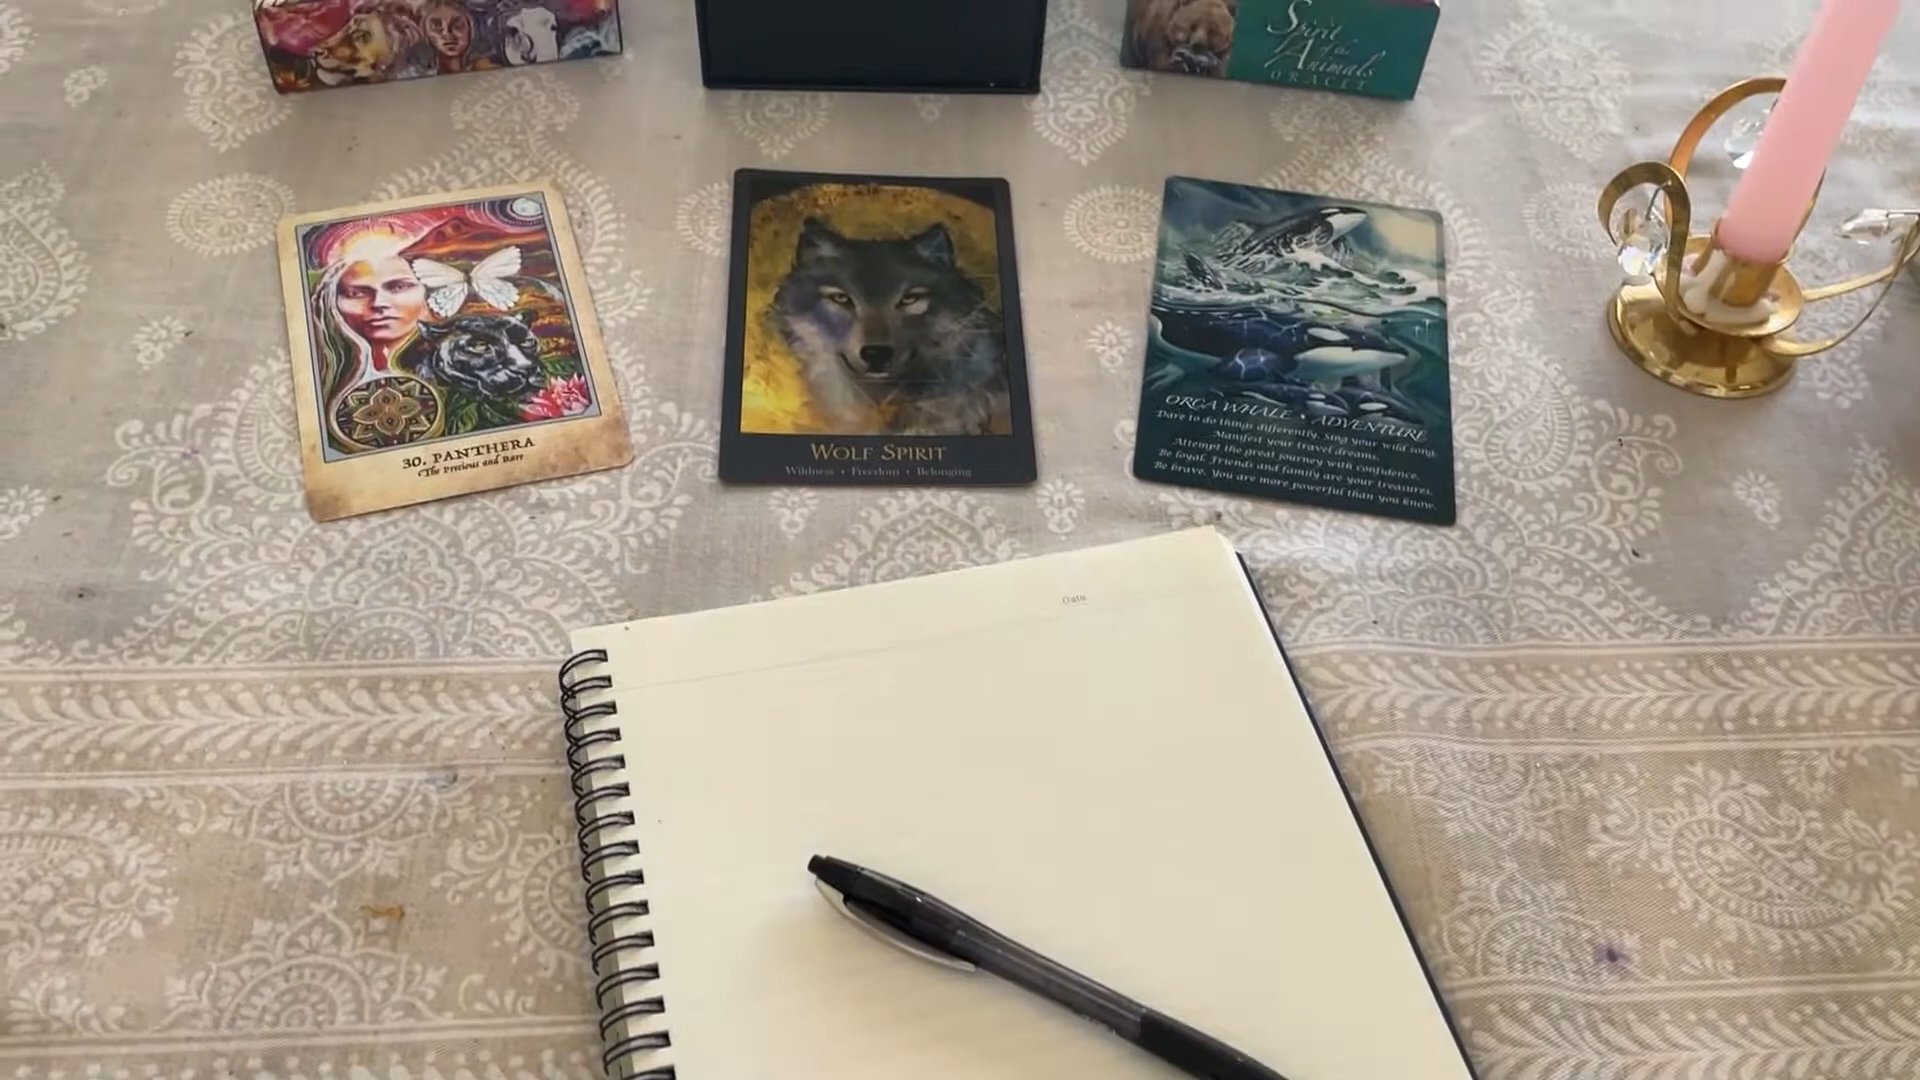 Spirit
of the
Animals
ORACLE
30. PANTHERA
The Precious and Rare
WOLF SPIRIT
Wildness • Freedom • Belonging
ORCA WHALE • ADVENTURE
Dare to do things differently. Sing your wild song.
Manifest your travel dreams.
Attempt the great journey with confidence.
Be loyal. Friends and family are your treasures.
Be brave. You are more powerful than you know.
Date